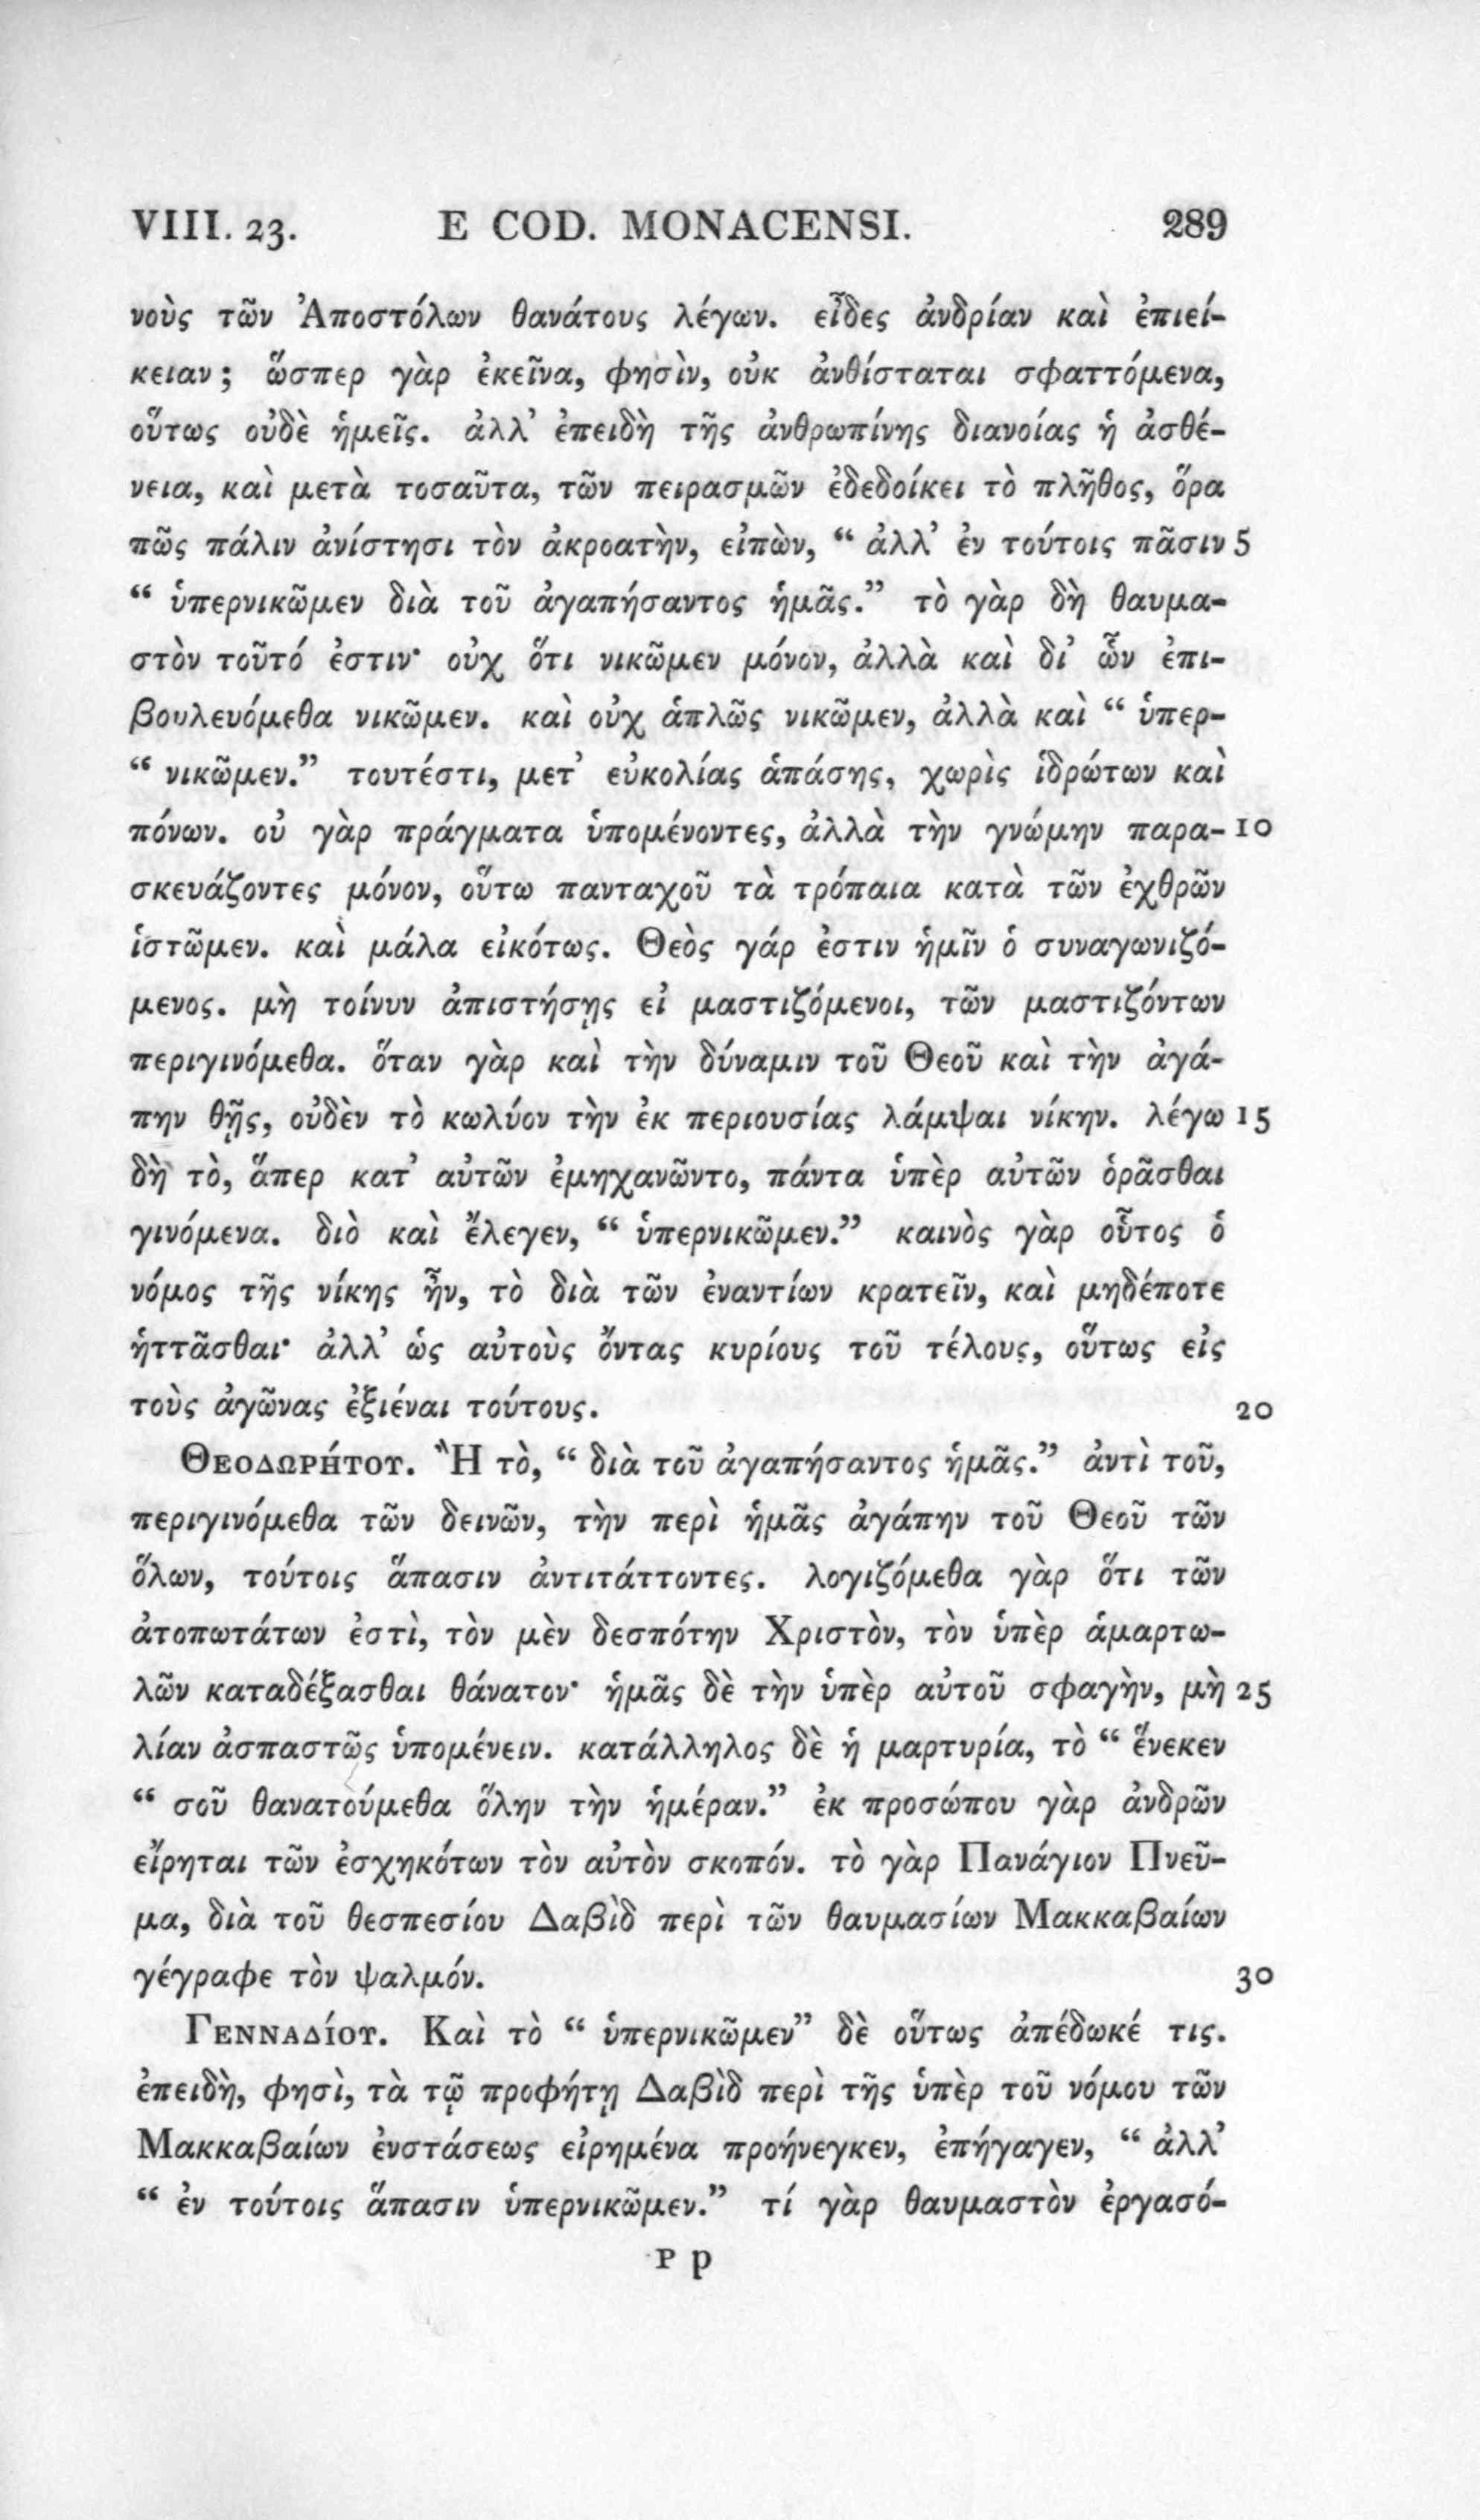 VIII. 23. E COD. MONACENSI. 289
νοὺς τῶν Ἀποστόλων θανάτους λέγων. εἶδες ἀνδρίαν καὶ ἐπιεί-
κειαν; ὥσπερ γὰρ ἐκεῖνα, φησὶν, οὐκ ἀνθίσταται σφαττόμενα,
οὕτως οὐδὲ ἡμεῖς. ἀλλ᾽ ἐπειδὴ τῆς ἀνθρωπίνης διανοίας ἡ ἀσθέ-
νεια, καὶ μετὰ τοσαῦτα, τῶν πειρασμῶν ἐδεδοίκει τὸ πλῆθος, ὅρα
πῶς πάλιν ἀνίστησι τὸν ἀκροατὴν, εἰπὼν, “ ἀλλ᾽ ἐν τούτοις πᾶσιν 5
“ ὑπερνικῶμεν διὰ τοῦ ἀγαπήσαντος ἡμᾶς.” τὸ γὰρ δὴ θαυμα-
στὸν τοῦτό ἐστιν· οὐχ ὅτι νικῶμεν μόνον, ἀλλὰ καὶ δι᾽ ὧν ἐπι-
βουλευόμεθα νικῶμεν. καὶ οὐχ ἁπλῶς νικῶμεν, ἀλλὰ καὶ “ ὑπερ-
“ νικῶμεν.” τουτέστι, μετ᾽ εὐκολίας ἁπάσης, χωρὶς ἱδρώτων καὶ
πόνων. οὐ γὰρ πράγματα ὑπομένοντες, ἀλλὰ τὴν γνώμην παρα- 10
σκευάζοντες μόνον, οὕτω πανταχοῦ τὰ τρόπαια κατὰ τῶν ἐχθρῶν
ἱστῶμεν. καὶ μάλα εἰκότως. Θεὸς γάρ ἐστιν ἡμῖν ὁ συναγωνιζό-
μενος. μὴ τοίνυν ἀπιστήσῃς εἰ μαστιζόμενοι, τῶν μαστιζόντων
περιγινόμεθα. ὅταν γὰρ καὶ τὴν δύναμιν τοῦ Θεοῦ καὶ τὴν ἀγά-
πην θῇς, οὐδὲν τὸ κωλύον τὴν ἐκ περιουσίας λάμψαι νίκην. λέγω 15
δὴ τὸ, ἅπερ κατ᾽ αὐτῶν ἐμηχανῶντο, πάντα ὑπὲρ αὐτῶν ὁρᾶσθαι
γινόμενα. διὸ καὶ ἔλεγεν, “ ὑπερνικῶμεν.” καινὸς γὰρ οὗτος ὁ
νόμος τῆς νίκης ἦν, τὸ διὰ τῶν ἐναντίων κρατεῖν, καὶ μηδέποτε
ἡττᾶσθαι· ἀλλ᾽ ὡς αὐτοὺς ὄντας κυρίους τοῦ τέλους, οὕτως εἰς
τοὺς ἀγῶνας ἐξιέναι τούτους. 20
ΘΕΟΔΩΡΉΤΟΥ. Ἢ τὸ, “ διὰ τοῦ ἀγαπήσαντος ἡμᾶς.” ἀντὶ τοῦ,
περιγινόμεθα τῶν δεινῶν, τὴν περὶ ἡμᾶς ἀγάπην τοῦ Θεοῦ τῶν
ὅλων, τούτοις ἅπασιν ἀντιτάττοντες. λογιζόμεθα γὰρ ὅτι τῶν
ἀτοπωτάτων ἐστὶ, τὸν μὲν δεσπότην Χριστὸν, τὸν ὑπὲρ ἁμαρτω-
λῶν καταδέξασθαι θάνατον· ἡμᾶς δὲ τὴν ὑπὲρ αὐτοῦ σφαγὴν, μὴ 25
λίαν ἀσπαστῶς ὑπομένειν. κατάλληλος δὲ ἡ μαρτυρία, τὸ “ ἕνεκεν
“ σοῦ θανατούμεθα ὅλην τὴν ἡμέραν.” ἐκ προσώπου γὰρ ἀνδρῶν
εἴρηται τῶν ἐσχηκότων τὸν αὐτὸν σκοπόν. τὸ γὰρ Πανάγιον Πνεῦ-
μα, διὰ τοῦ θεσπεσίου Δαβὶδ περὶ τῶν θαυμασίων Μακκαβαίων
γέγραφε τὸν ψαλμόν. 30
ΓΕΝΝΑΔΊΟΥ. Καὶ τὸ “ ὑπερνικῶμεν” δὲ οὕτως ἀπέδωκέ τις.
ἐπειδὴ, φησὶ, τὰ τῷ προφήτῃ Δαβὶδ περὶ τῆς ὑπὲρ τοῦ νόμου τῶν
Μακκαβαίων ἐνστάσεως εἰρημένα προήνεγκεν, ἐπήγαγεν, “ ἀλλ᾽
“ ἐν τούτοις ἅπασιν ὑπερνικῶμεν.” τί γὰρ θαυμαστὸν ἐργασό-
P p